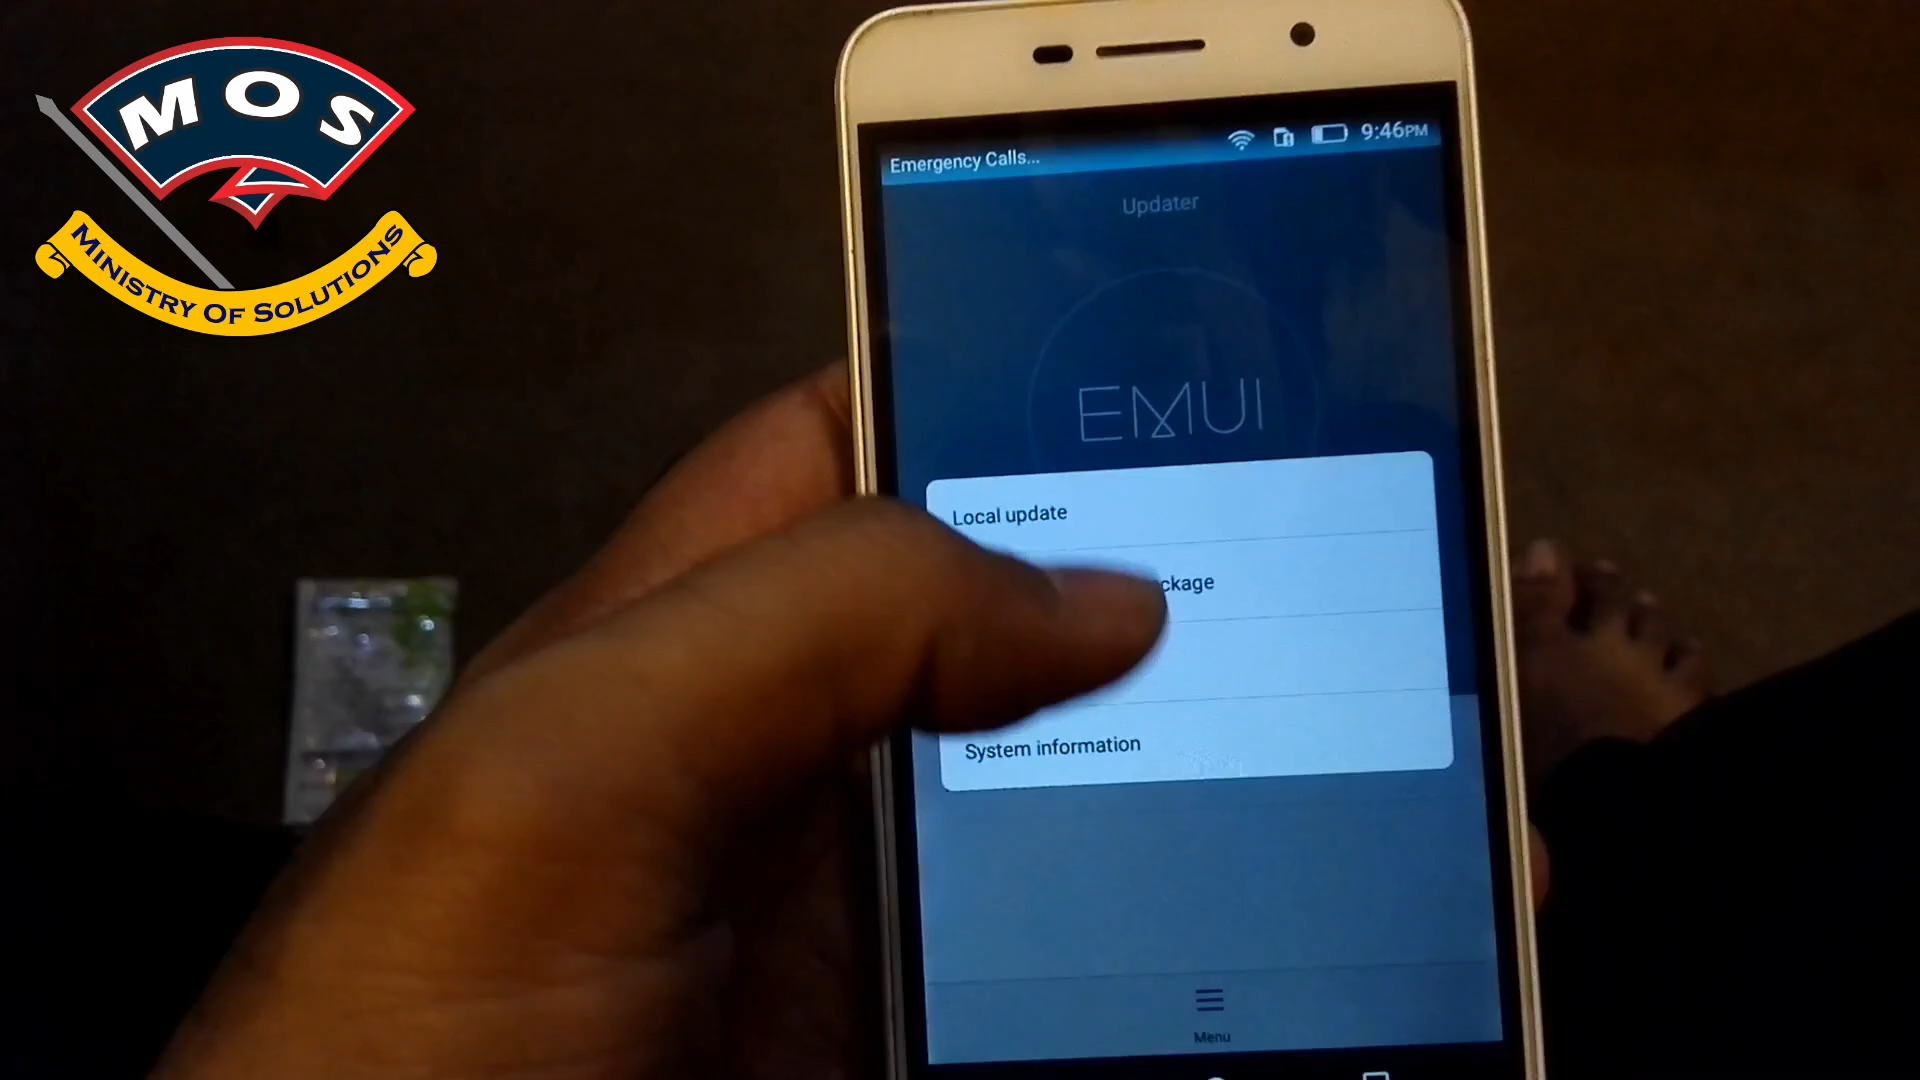 MOS
MINISTRY OF SOLUTIONS
Emergency Calls...
9:46PM
Updater
EMUI
Local update
ckage
System information
Menu